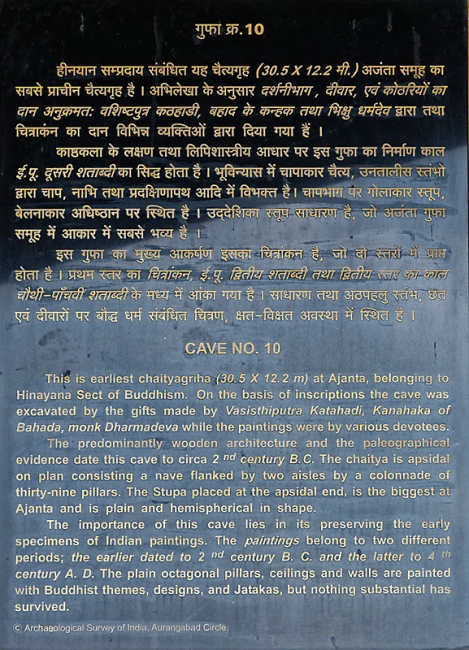 गुफा क्र.10
हीनयान सम्प्रदाय संबंधित यह चैत्यगृह (30.5 X 12.2 मी.) अजंता समूह का
सबसे प्राचीन चैत्यगृह है । अभिलेखा के अनुसार दर्शनीभाग, दीवार, एवं कोठरियों का
दान अनुक्रमतः वशिष्टपुत्र कठहाडी, बहाद के कन्हक तथा भिक्षु धर्मदेव द्वारा तथा
चित्राकंन का दान विभिन्न व्यक्तिओं द्वारा दिया गया हैं ।
काष्ठकला के लक्षण तथा लिपिशास्त्रीय आधार पर इस गुफा का निर्माण काल
ई.पू. दूसरी शताब्दी का सिद्ध होता है । भूविन्यास में चापाकार चैत्य, उनतालीस स्तंभो
द्वारा चाप, नाभि तथा प्रदक्षिणापथ आदि में विभक्त है । चापभाग पर गोलाकार स्तूप,
बेलनाकार अधिष्ठान पर स्थित है । उददेशिका स्तूप साधारण है, जो अजंता गुफा
समूह में आकार में सबसे भव्य है ।
इस गुफा का मुख्य आकर्षण इसका चित्रांकन है, जो दो स्तरों में प्राप्त
होता है । प्रथम स्तर का चित्रांकन, ई.पू. द्वितीय शताब्दी तथा द्वितीय स्तर का काल
चौथी-पाँचवी शताब्दी के मध्य में आंका गया है । साधारण तथा अठपहलु स्तंभ, छत
एवं दीवारों पर बौद्ध धर्म संबंधित चित्रण, क्षत-विक्षत अवस्था में स्थित है ।
CAVE NO. 10
This is earliest chaityagriha (30.5 X 12.2 m) at Ajanta, belonging to
Hinayana Sect of Buddhism. On the basis of inscriptions the cave was
excavated by the gifts made by Vasisthiputra Katahadi, Kanahaka of
Bahada, monk Dharmadeva while the paintings were by various devotees.
The predominantly wooden architecture and the paleographical
evidence date this cave to circa 2 nd century B.C. The chaitya is apsidal
on plan consisting a nave flanked by two aisles by a colonnade of
thirty-nine pillars. The Stupa placed at the apsidal end, is the biggest at
Ajanta and is plain and hemispherical in shape.
The importance of this cave lies in its preserving the early
specimens of Indian paintings. The paintings belong to two different
periods; the earlier dated to 2 nd century B. C. and the latter to 4 th
century A. D. The plain octagonal pillars, ceilings and walls are painted
with Buddhist themes, designs, and Jatakas, but nothing substantial has
survived.
© Archaeological Survey of India, Aurangabad Circle.